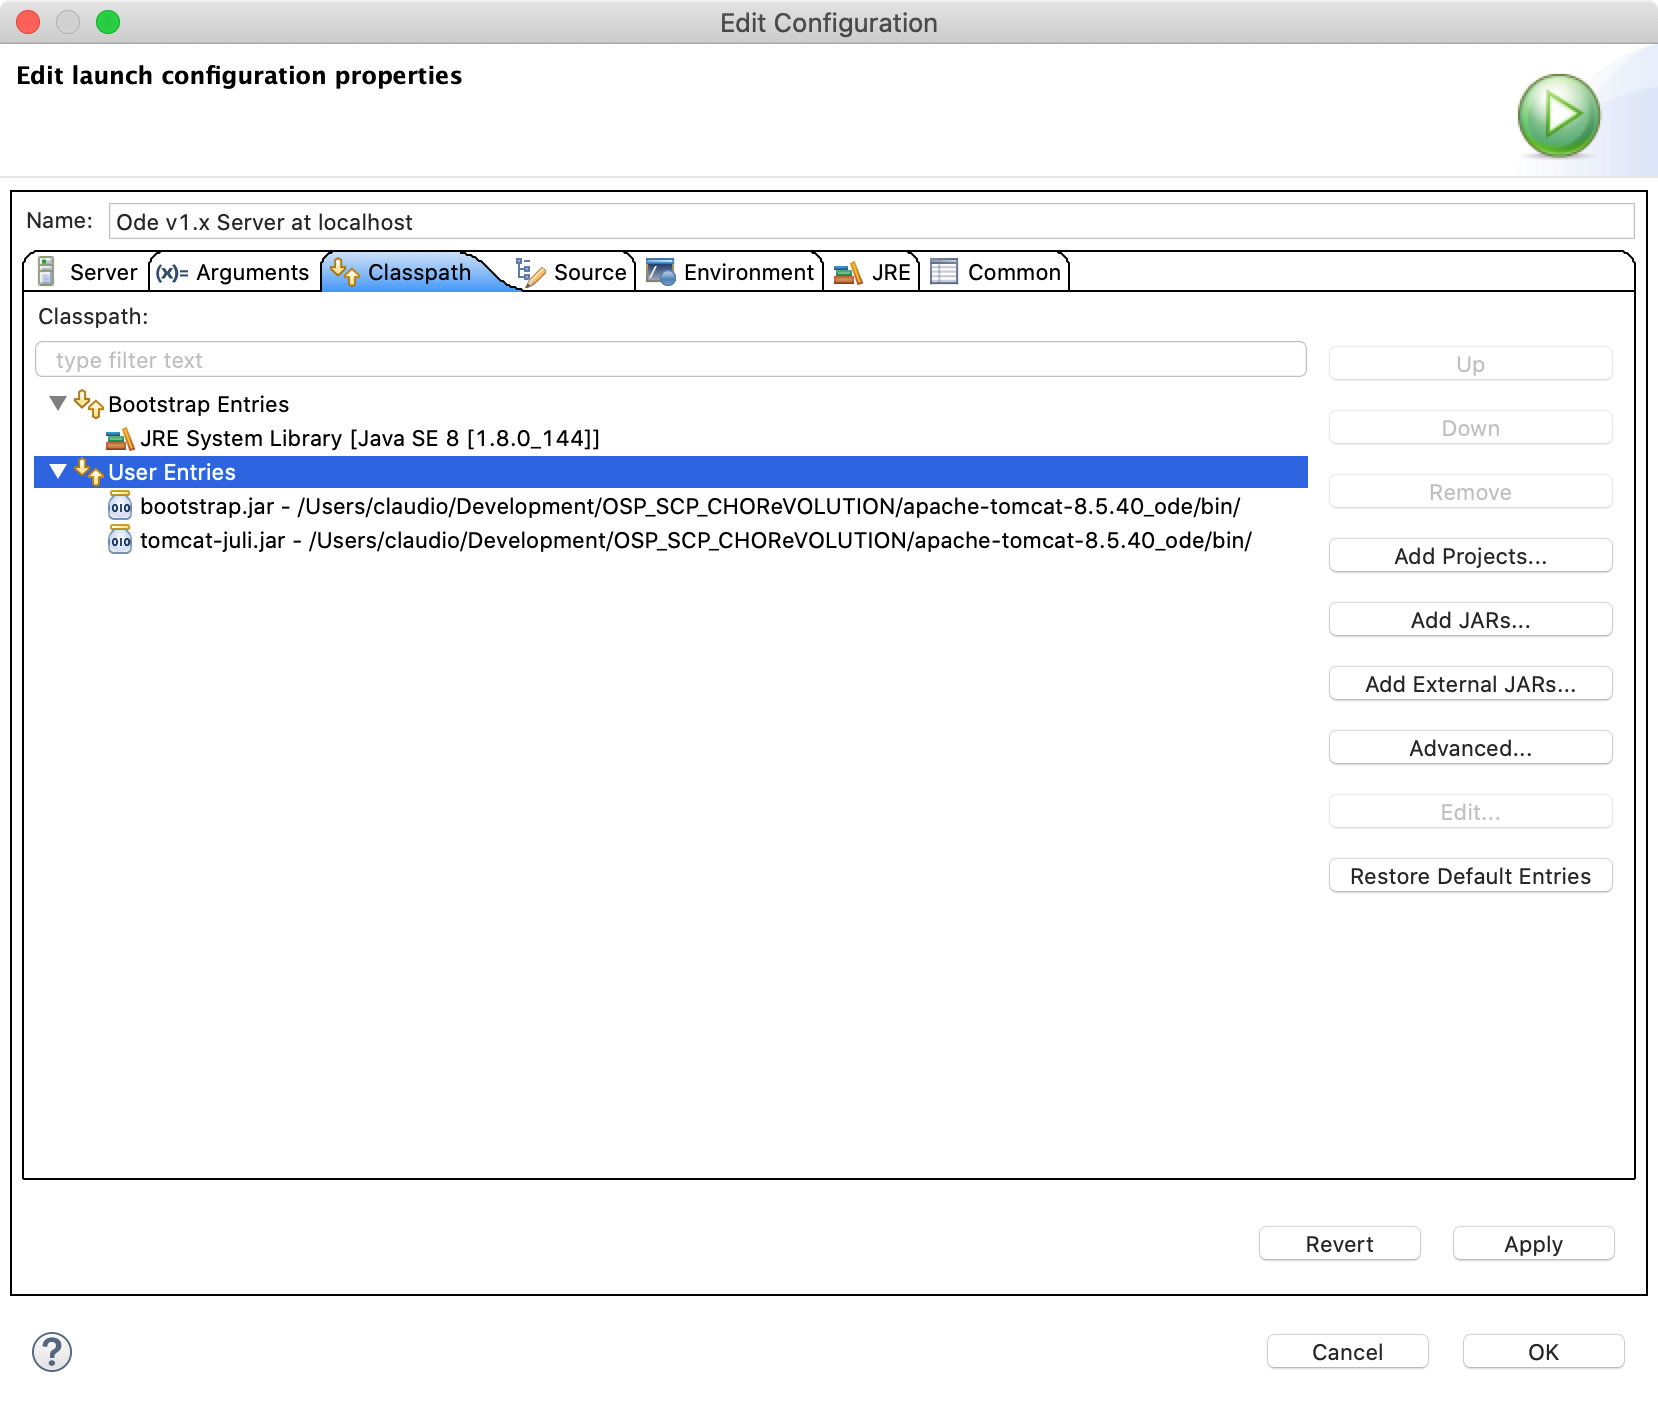 Edit Configuration
Edit launch configuration properties
Name: Ode v1.x Server at localhost
Server (x)= Arguments Classpath Source Environment JRE Common
Classpath:
type filter text
Up
Bootstrap Entries
Down
JRE System Library [Java SE 8 [1.8.0_144]]
User Entries
Remove
010 bootstrap.jar - /Users/claudio/Development/OSP_SCP_CHOReVOLUTION/apache-tomcat-8.5.40_ode/bin/
010 tomcat-juli.jar - /Users/claudio/Development/OSP_SCP_CHOReVOLUTION/apache-tomcat-8.5.40_ode/bin/
Add Projects...
Add JARs...
Add External JARs...
Advanced...
Edit...
Restore Default Entries
Revert Apply
? Cancel OK